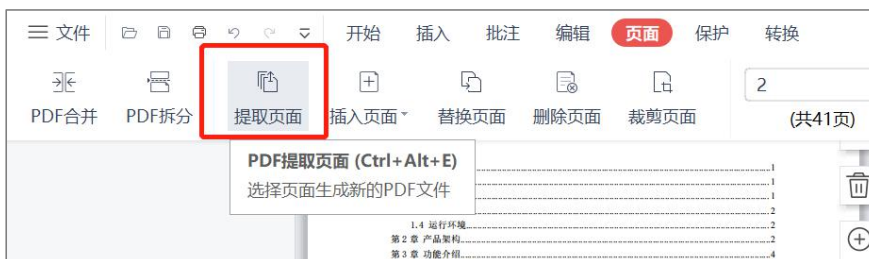 文件 开始 插入 批注 编辑 页面 保护 转换
PDF合并 PDF拆分 提取页面 插入页面 替换页面 删除页面 裁剪页面 2
(共41页)
PDF提取页面 (Ctrl+Alt+E)
选择页面生成新的PDF文件
1
1
1
2
1.4 运行环境 2
第2章 产品架构 2
第3章 功能介绍 4